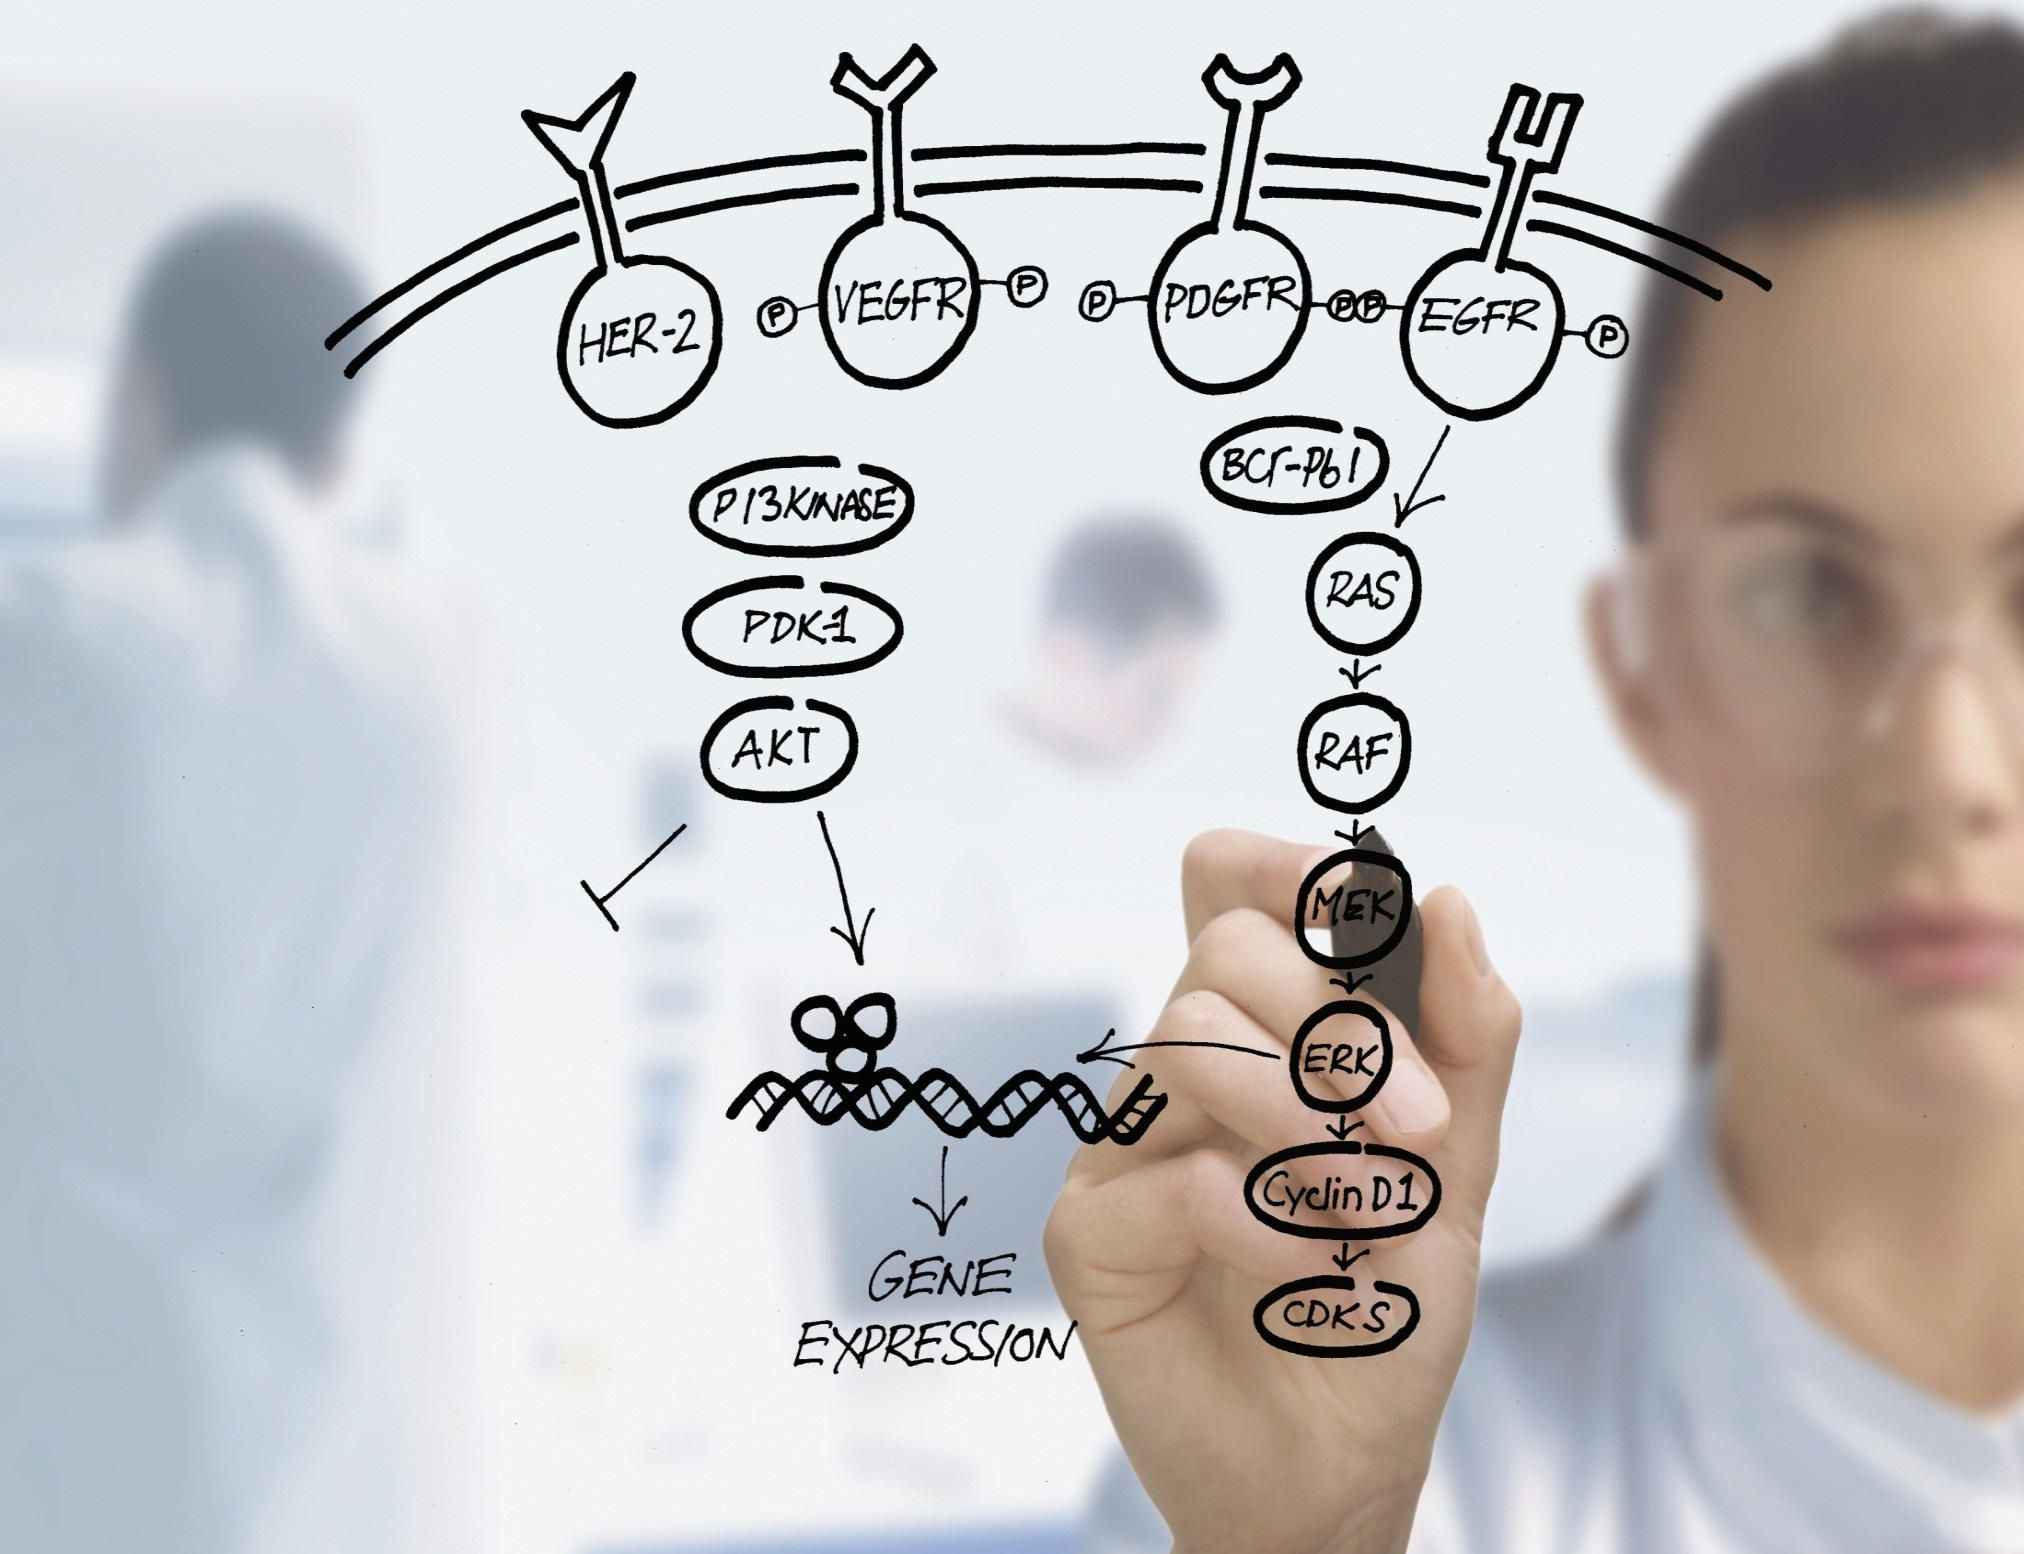 HER-2
P
VEGFR
P
P
PDGFR
P
P
EGFR
P
PI3KINASE
PDK-1
AKT
BCr-Pbl
RAS
RAF
MEK
ERK
Cyclin D1
CDKS
GENE
EXPRESSION